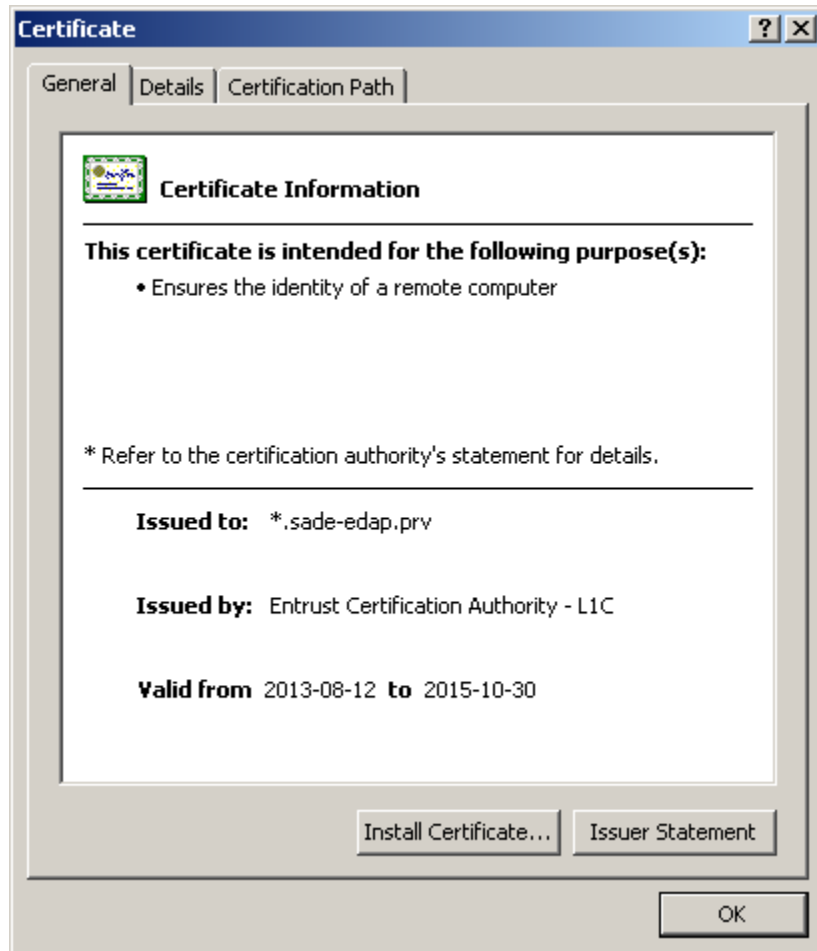 Certificate
General Details Certification Path
Certificate Information
This certificate is intended for the following purpose(s):
• Ensures the identity of a remote computer
* Refer to the certification authority's statement for details.
Issued to: *.sade-edap.prv
Issued by: Entrust Certification Authority - L1C
Valid from 2013-08-12 to 2015-10-30
Install Certificate... Issuer Statement
OK